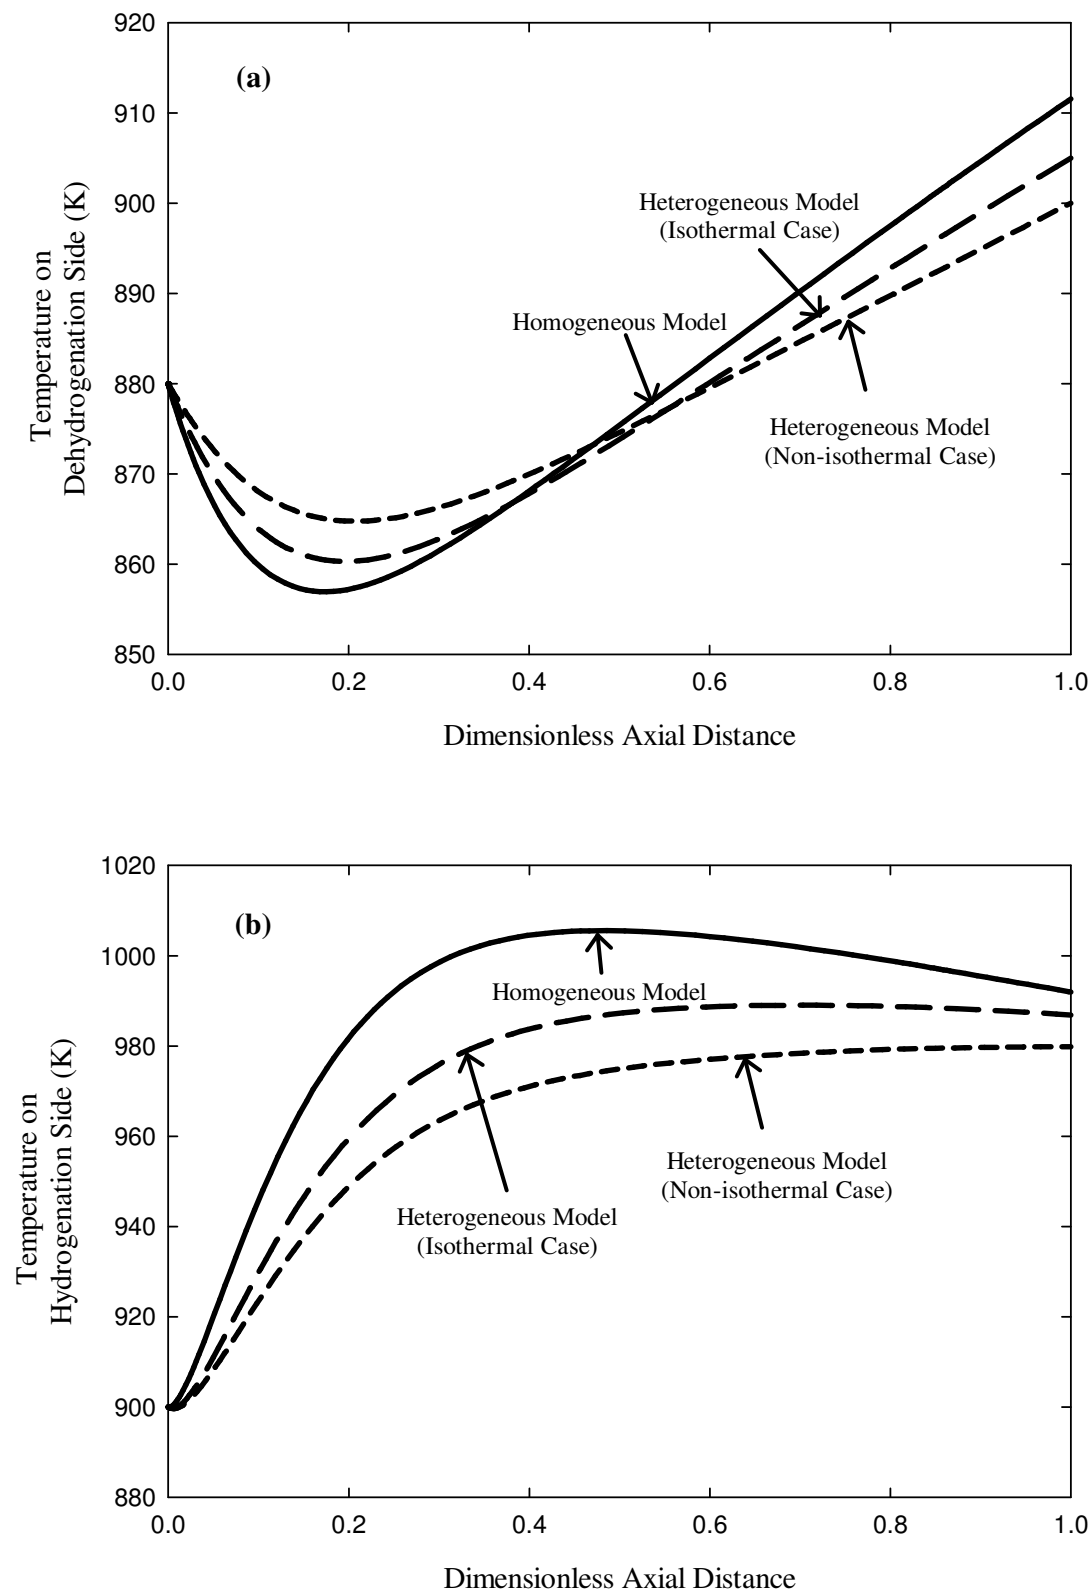 920
(a)
910
Heterogeneous Model
(Isothermal Case)
900
Temperature on
Dehydrogenation Side (K)
890
Homogeneous Model
880
Heterogeneous Model
(Non-isothermal Case)
870
860
850
0.0 0.2 0.4 0.6 0.8 1.0
Dimensionless Axial Distance
1020
(b)
1000
Homogeneous Model
980
Temperature on
Hydrogenation Side (K)
960
Heterogeneous Model
(Non-isothermal Case)
940
Heterogeneous Model
(Isothermal Case)
920
900
880
0.0 0.2 0.4 0.6 0.8 1.0
Dimensionless Axial Distance